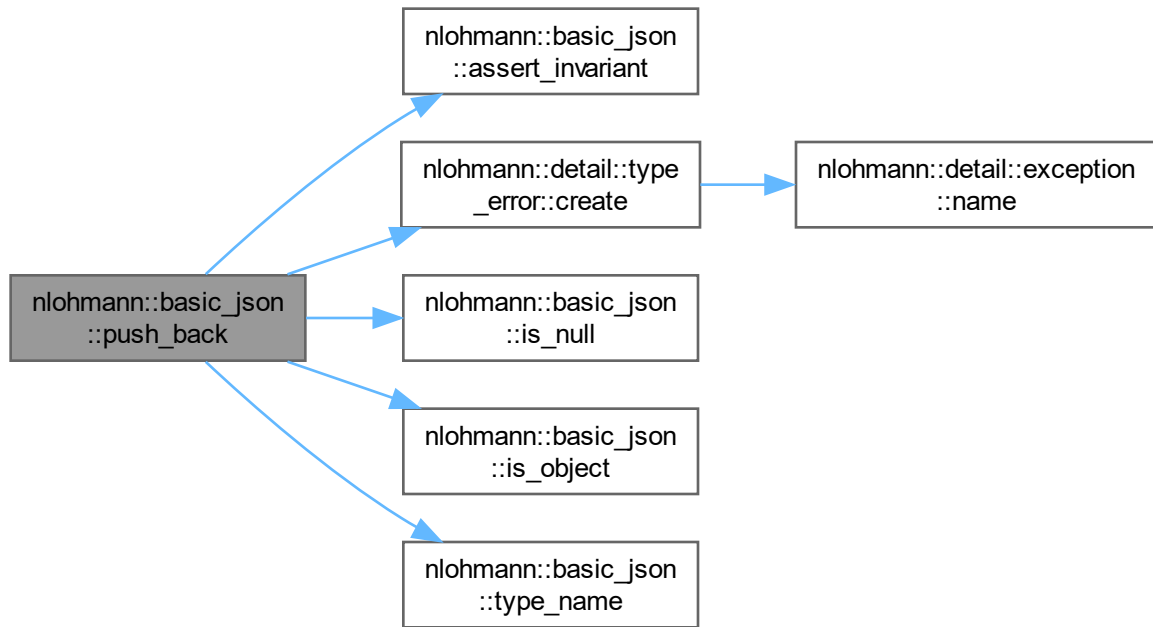 nlohmann::basic_json
::push_back
nlohmann::basic_json
::assert_invariant
nlohmann::detail::type
_error::create
nlohmann::detail::exception
::name
nlohmann::basic_json
::is_null
nlohmann::basic_json
::is_object
nlohmann::basic_json
::type_name